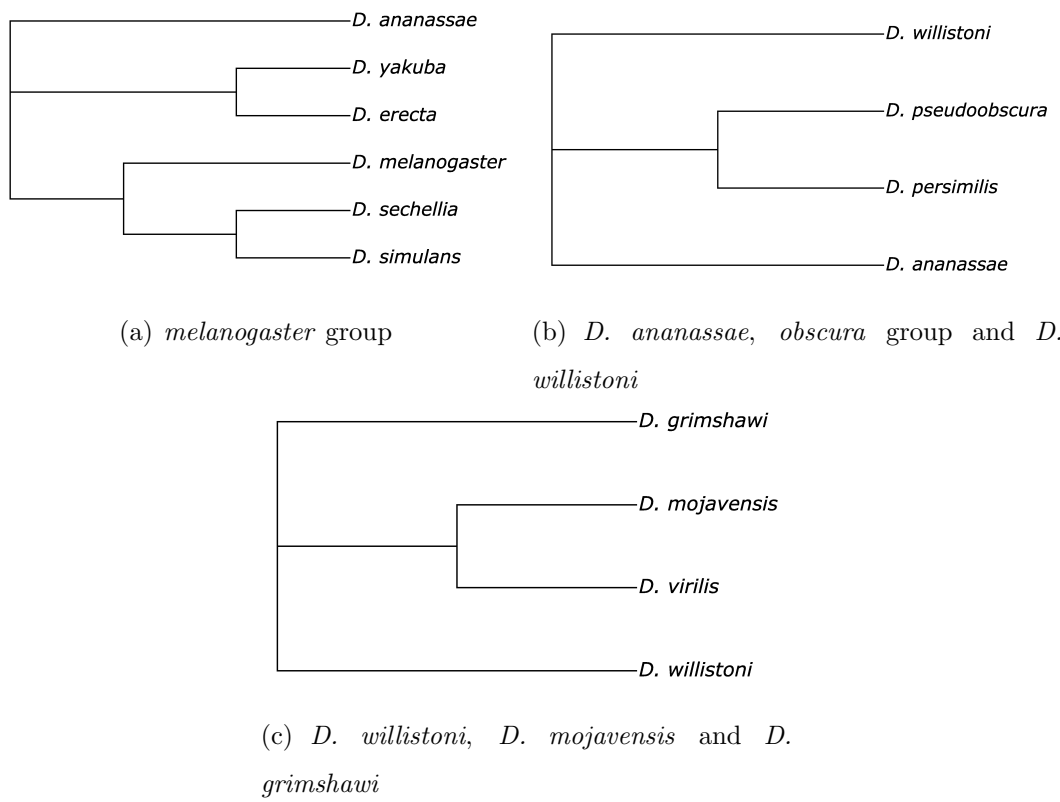 D. ananassae
D. yakuba
D. erecta
D. melanogaster
D. sechellia
D. simulans
(a) melanogaster group
D. willistoni
D. pseudoobscura
D. persimilis
D. ananassae
(b) D. ananassae, obscura group and D.
willistoni
D. grimshawi
D. mojavensis
D. virilis
D. willistoni
(c) D. willistoni, D. mojavensis and D.
grimshawi